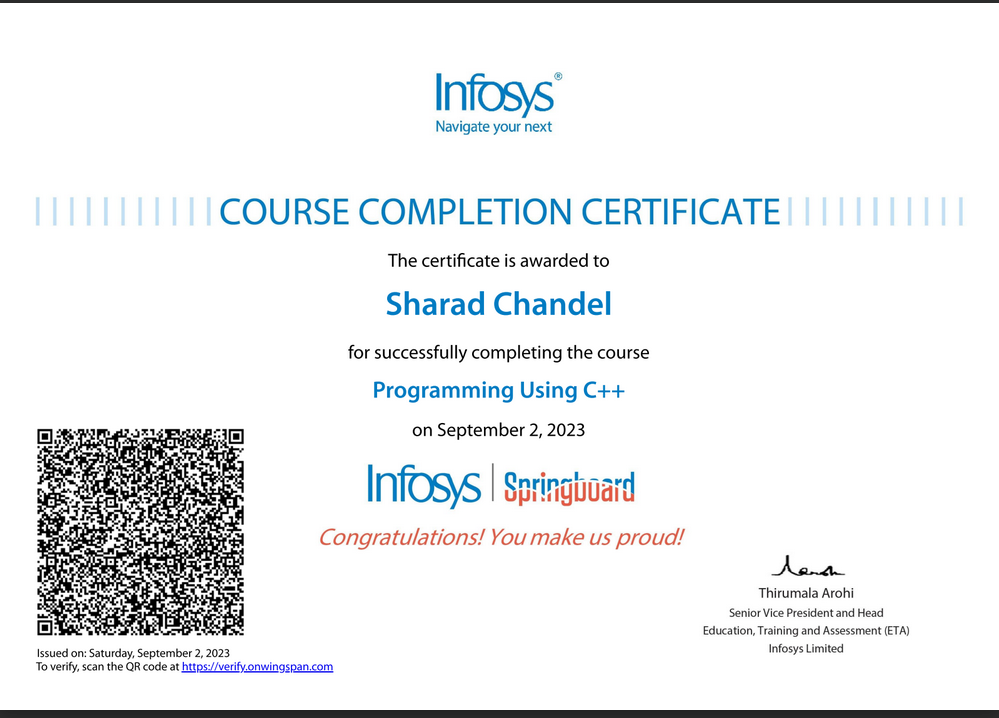 Infosys®
Navigate your next
COURSE COMPLETION CERTIFICATE
The certificate is awarded to
Sharad Chandel
for successfully completing the course
Programming Using C++
on September 2, 2023
Infosys | Springboard
Congratulations! You make us proud!
Thirumala Arohi
Senior Vice President and Head
Education, Training and Assessment (ETA)
Infosys Limited
Issued on: Saturday, September 2, 2023
To verify, scan the QR code at https://verify.onwingspan.com